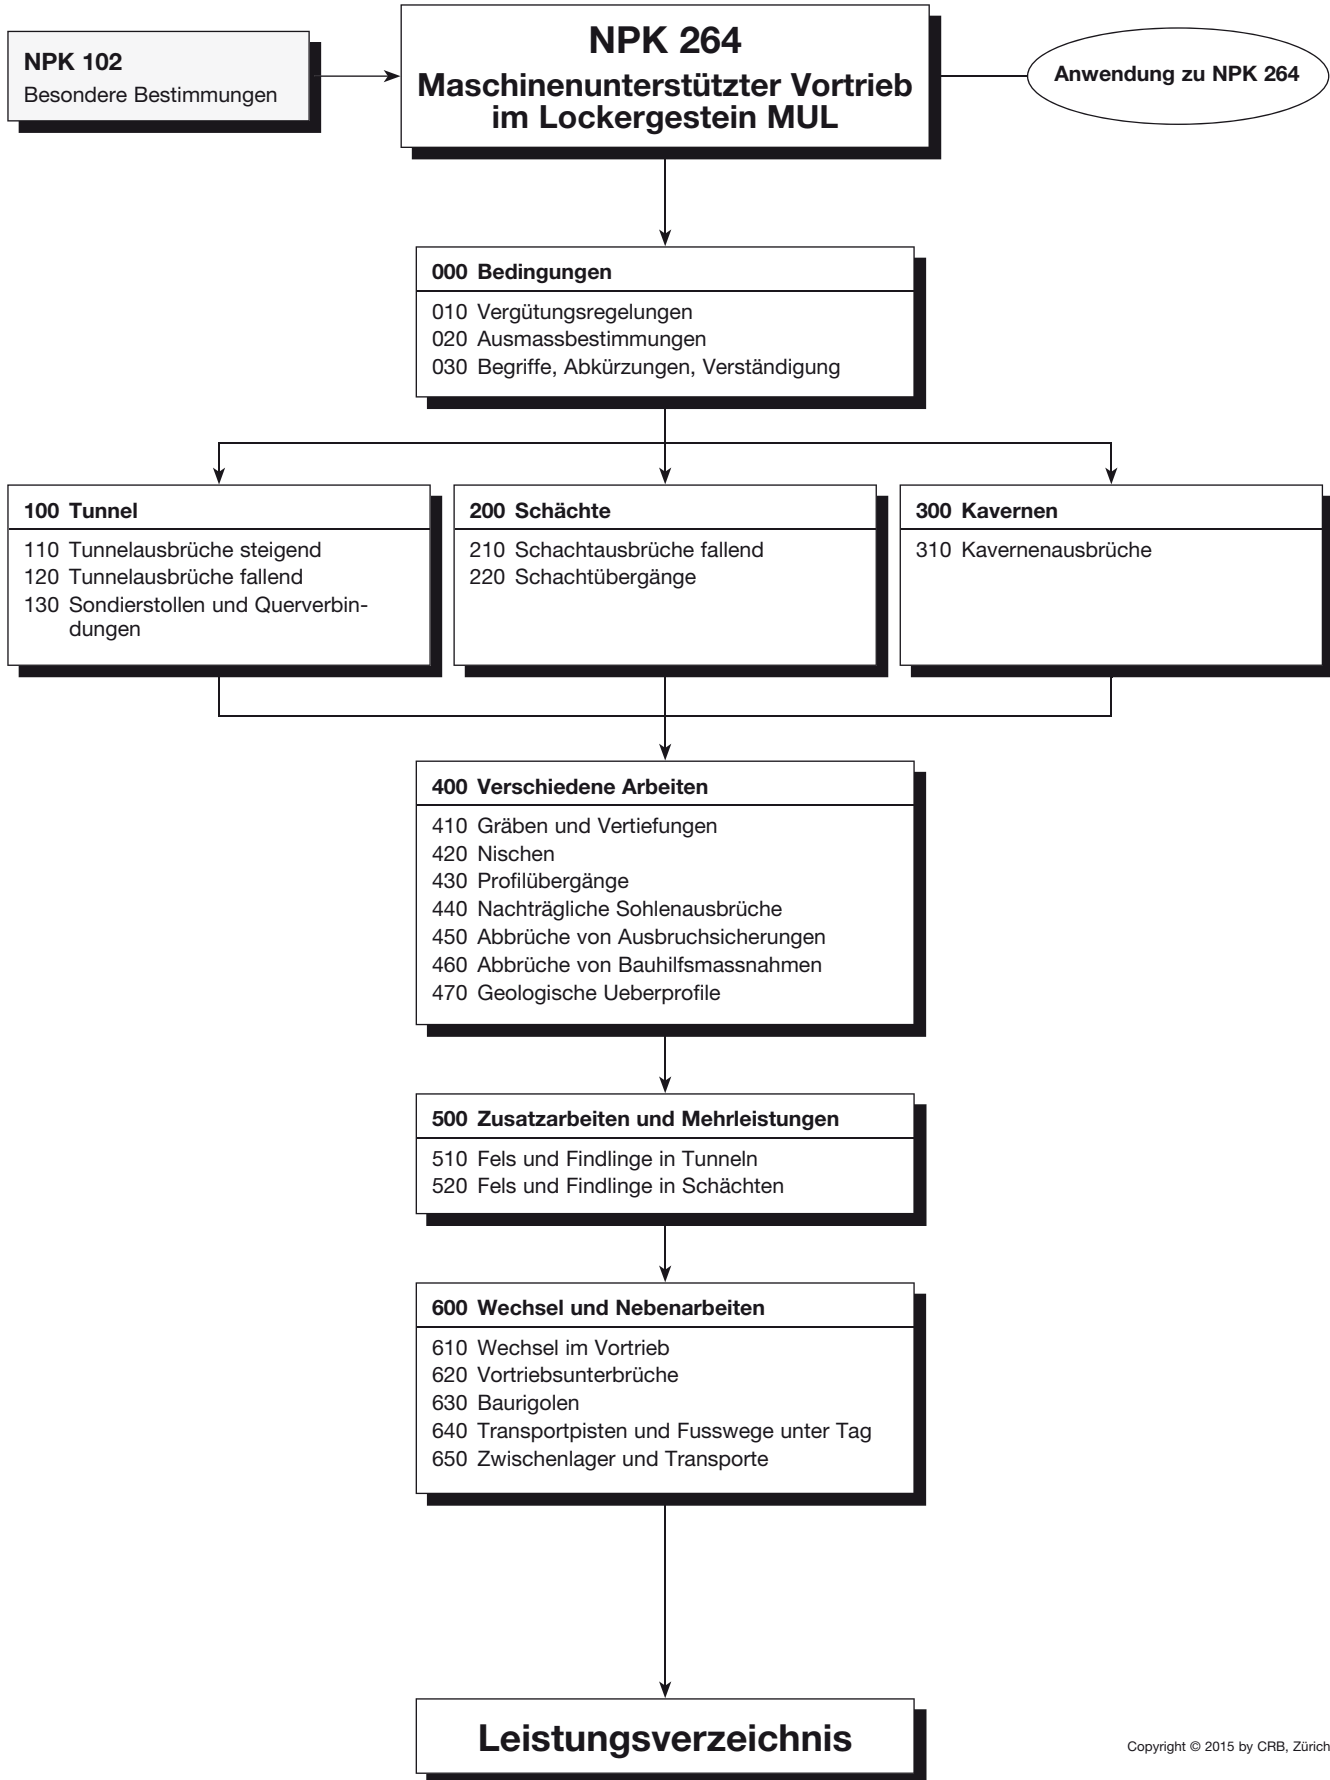 NPK 102
Besondere Bestimmungen
NPK 264
Maschinenunterstützter Vortrieb
im Lockergestein MUL
Anwendung zu NPK 264
000 Bedingungen
010 Vergütungsregelungen
020 Ausmassbestimmungen
030 Begriffe, Abkürzungen, Verständigung
100 Tunnel
110 Tunnelausbrüche steigend
120 Tunnelausbrüche fallend
130 Sondierstollen und Querverbin-
dungen
200 Schächte
210 Schachtausbrüche fallend
220 Schachtübergänge
300 Kavernen
310 Kavernenausbrüche
400 Verschiedene Arbeiten
410 Gräben und Vertiefungen
420 Nischen
430 Profilübergänge
440 Nachträgliche Sohlenausbrüche
450 Abbrüche von Ausbruchsicherungen
460 Abbrüche von Bauhilfsmassnahmen
470 Geologische Ueberprofile
500 Zusatzarbeiten und Mehrleistungen
510 Fels und Findlinge in Tunneln
520 Fels und Findlinge in Schächten
600 Wechsel und Nebenarbeiten
610 Wechsel im Vortrieb
620 Vortriebsunterbrüche
630 Baurigolen
640 Transportpisten und Fusswege unter Tag
650 Zwischenlager und Transporte
Leistungsverzeichnis
Copyright © 2015 by CRB, Zürich